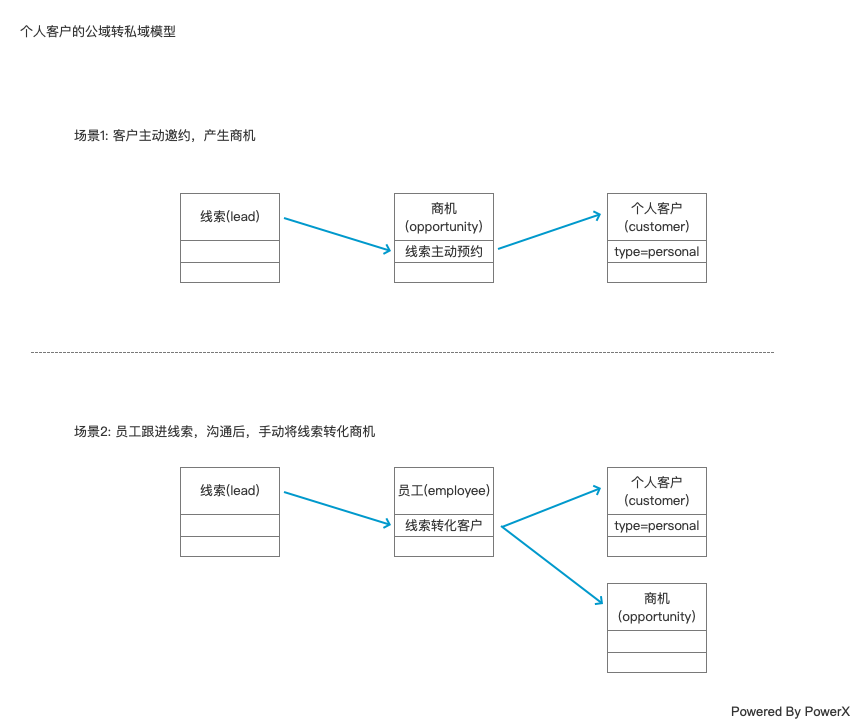 个人客户的公域转私域模型
场景1: 客户主动邀约，产生商机
线索(lead)
商机
(opportunity)
线索主动预约
个人客户
(customer)
type=personal
场景2: 员工跟进线索，沟通后，手动将线索转化商机
线索(lead)
员工(employee)
线索转化客户
个人客户
(customer)
type=personal
商机
(opportunity)
Powered By PowerX